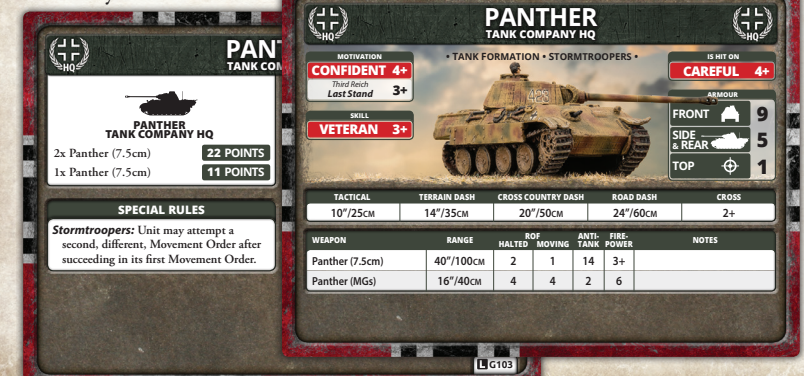 HQ
PAN
TANK COM
PANTHER
TANK COMPANY HQ
2x Panther (7.5cm) 22 POINTS
1x Panther (7.5cm) 11 POINTS
SPECIAL RULES
Stormtroopers: Unit may attempt a
second, different, Movement Order after
succeeding in its first Movement Order.
L G103
HQ
PANTHER
TANK COMPANY HQ
HQ
• TANK FORMATION • STORMTROOPERS •
MOTIVATION
CONFIDENT 4+
Third Reich
Last Stand 3+
SKILL
VETERAN 3+
IS HIT ON
CAREFUL 4+
ARMOUR
FRONT 9
SIDE & REAR 5
TOP 1
TACTICAL TERRAIN DASH CROSS COUNTRY DASH ROAD DASH CROSS
10"/25CM 14"/35CM 20"/50CM 24"/60CM 2+
WEAPON RANGE ROF HALTED MOVING ANTI-TANK FIRE-POWER NOTES
Panther (7.5cm) 40"/100CM 2 1 14 3+
Panther (MGs) 16"/40CM 4 4 2 6